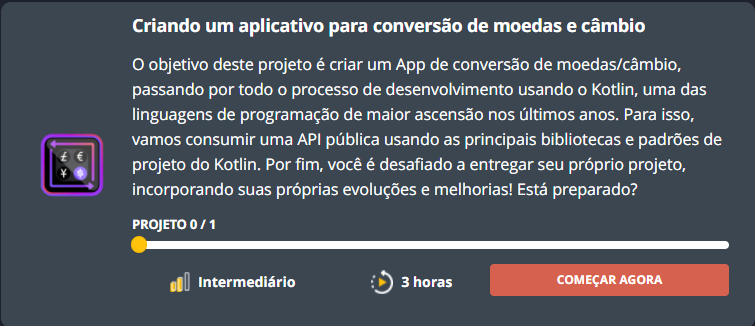 Criando um aplicativo para conversão de moedas e câmbio
O objetivo deste projeto é criar um App de conversão de moedas/câmbio,
passando por todo o processo de desenvolvimento usando o Kotlin, uma das
linguagens de programação de maior ascensão nos últimos anos. Para isso,
vamos consumir uma API pública usando as principais bibliotecas e padrões de
projeto do Kotlin. Por fim, você é desafiado a entregar seu próprio projeto,
incorporando suas próprias evoluções e melhorias! Está preparado?
£ €
¥
PROJETO 0 / 1
Intermediário
3 horas
COMEÇAR AGORA